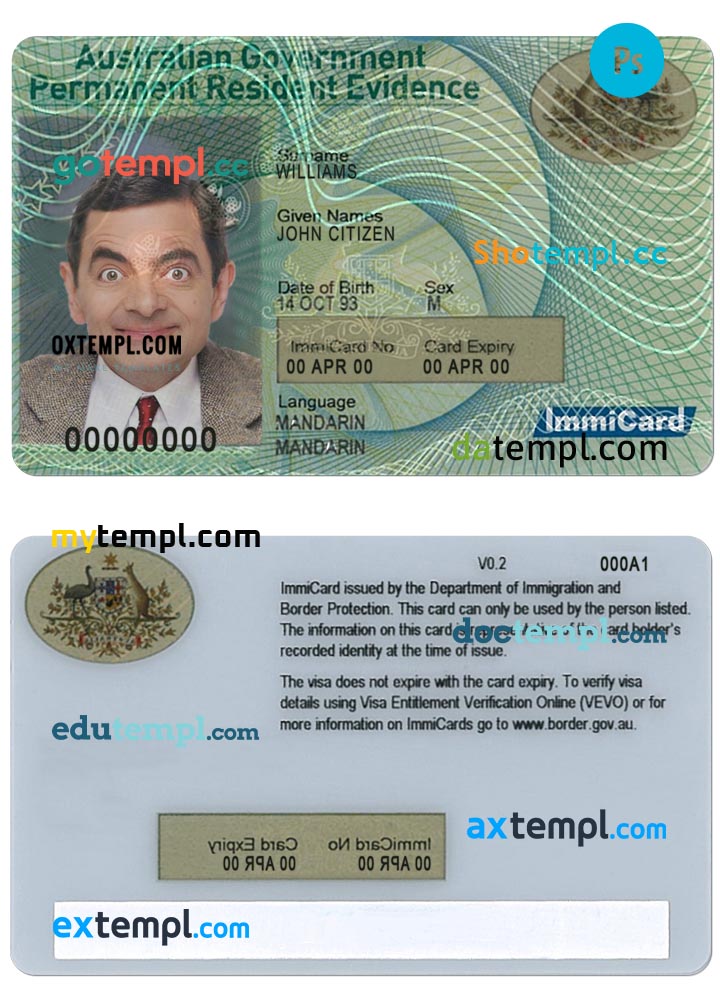 Ps
Australian Government
Permanent Resident Evidence
gotempl.cc
Surname
WILLIAMS
Given Names
JOHN CITIZEN
Shotempl.cc
Date of Birth Sex
14 OCT 93 M
OXTEMPL.COM
ImmiCard No Card Expiry
00 APR 00 00 APR 00
Language
MANDARIN
MANDARIN
ImmiCard
00000000
datempl.com
mytempl.com
V0.2 000A1
ImmiCard issued by the Department of Immigration and
Border Protection. This card can only be used by the person listed.
The information on this card is representative of the card holder's
doctempl.com
recorded identity at the time of issue.
The visa does not expire with the card expiry. To verify visa
details using Visa Entitlement Verification Online (VEVO) or for
more information on ImmiCards go to www.border.gov.au.
edutempl.com
axtempl.com
Card Expiry ImmiCard No
00 APR 00 00 APR 00
extempl.com